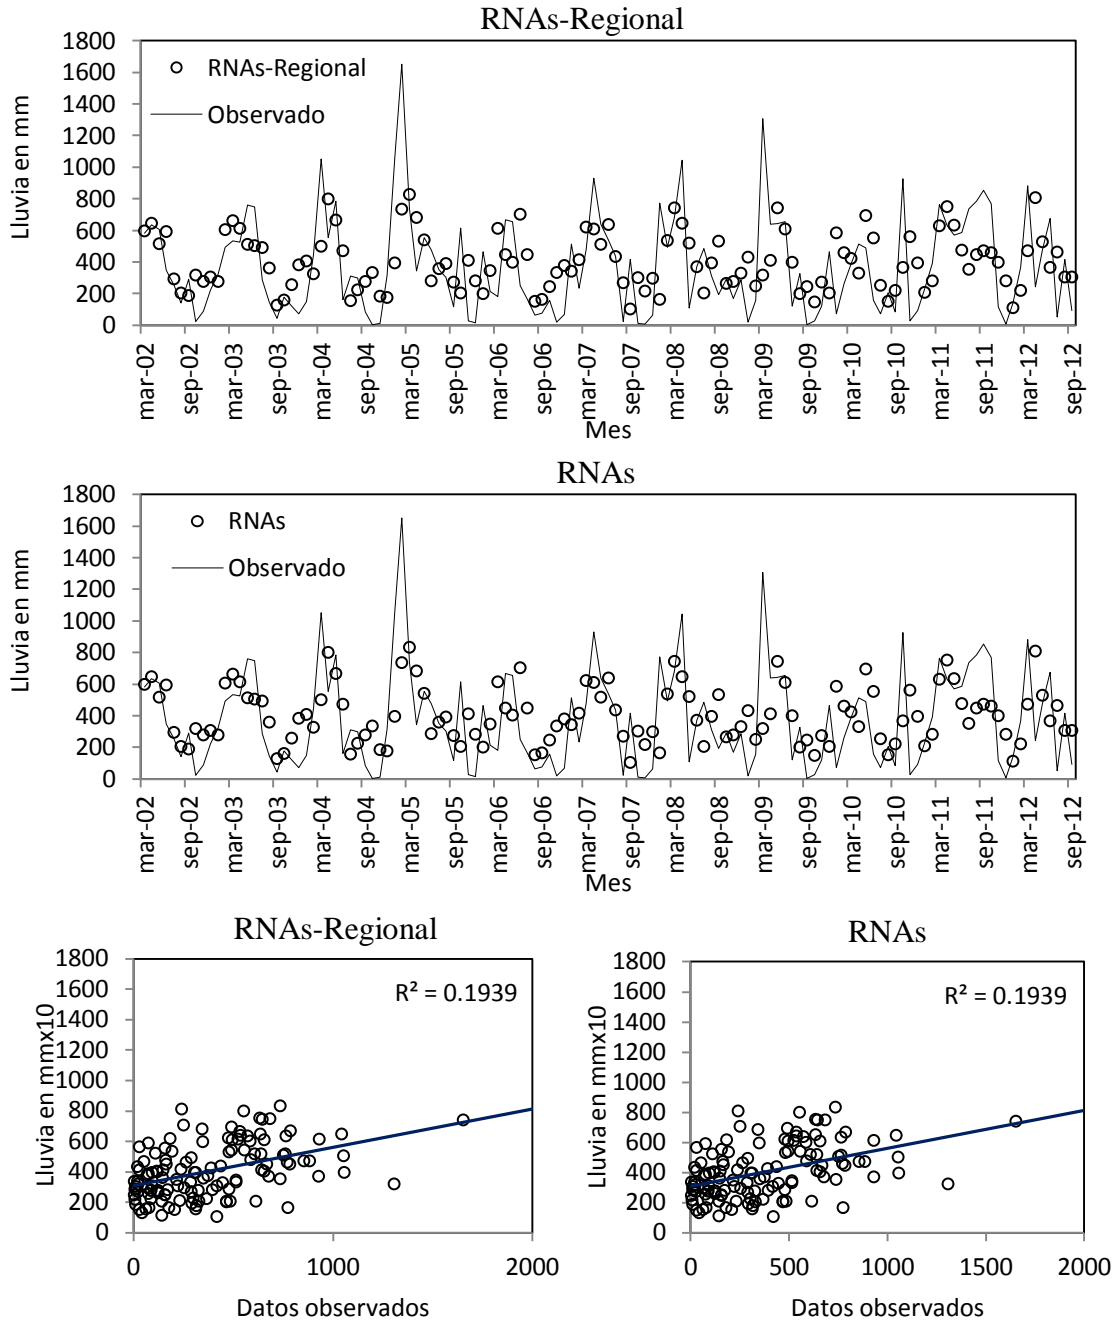 RNAs-Regional
1800
1600
1400
1200
1000
800
600
400
200
0
Lluvia en mm
RNAs-Regional
Observado
mar-02
sep-02
mar-03
sep-03
mar-04
sep-04
mar-05
sep-05
mar-06
sep-06
mar-07
sep-07
mar-08
sep-08
mar-09
sep-09
mar-10
sep-10
mar-11
sep-11
mar-12
sep-12
Mes
RNAs
1800
1600
1400
1200
1000
800
600
400
200
0
Lluvia en mm
RNAs
Observado
mar-02
sep-02
mar-03
sep-03
mar-04
sep-04
mar-05
sep-05
mar-06
sep-06
mar-07
sep-07
mar-08
sep-08
mar-09
sep-09
mar-10
sep-10
mar-11
sep-11
mar-12
sep-12
Mes
RNAs-Regional
1800
1600
1400
1200
1000
800
600
400
200
0
Lluvia en mmx10
R² = 0.1939
0
1000
2000
Datos observados
RNAs
1800
1600
1400
1200
1000
800
600
400
200
0
Lluvia en mmx10
R² = 0.1939
0
500
1000
1500
2000
Datos observados